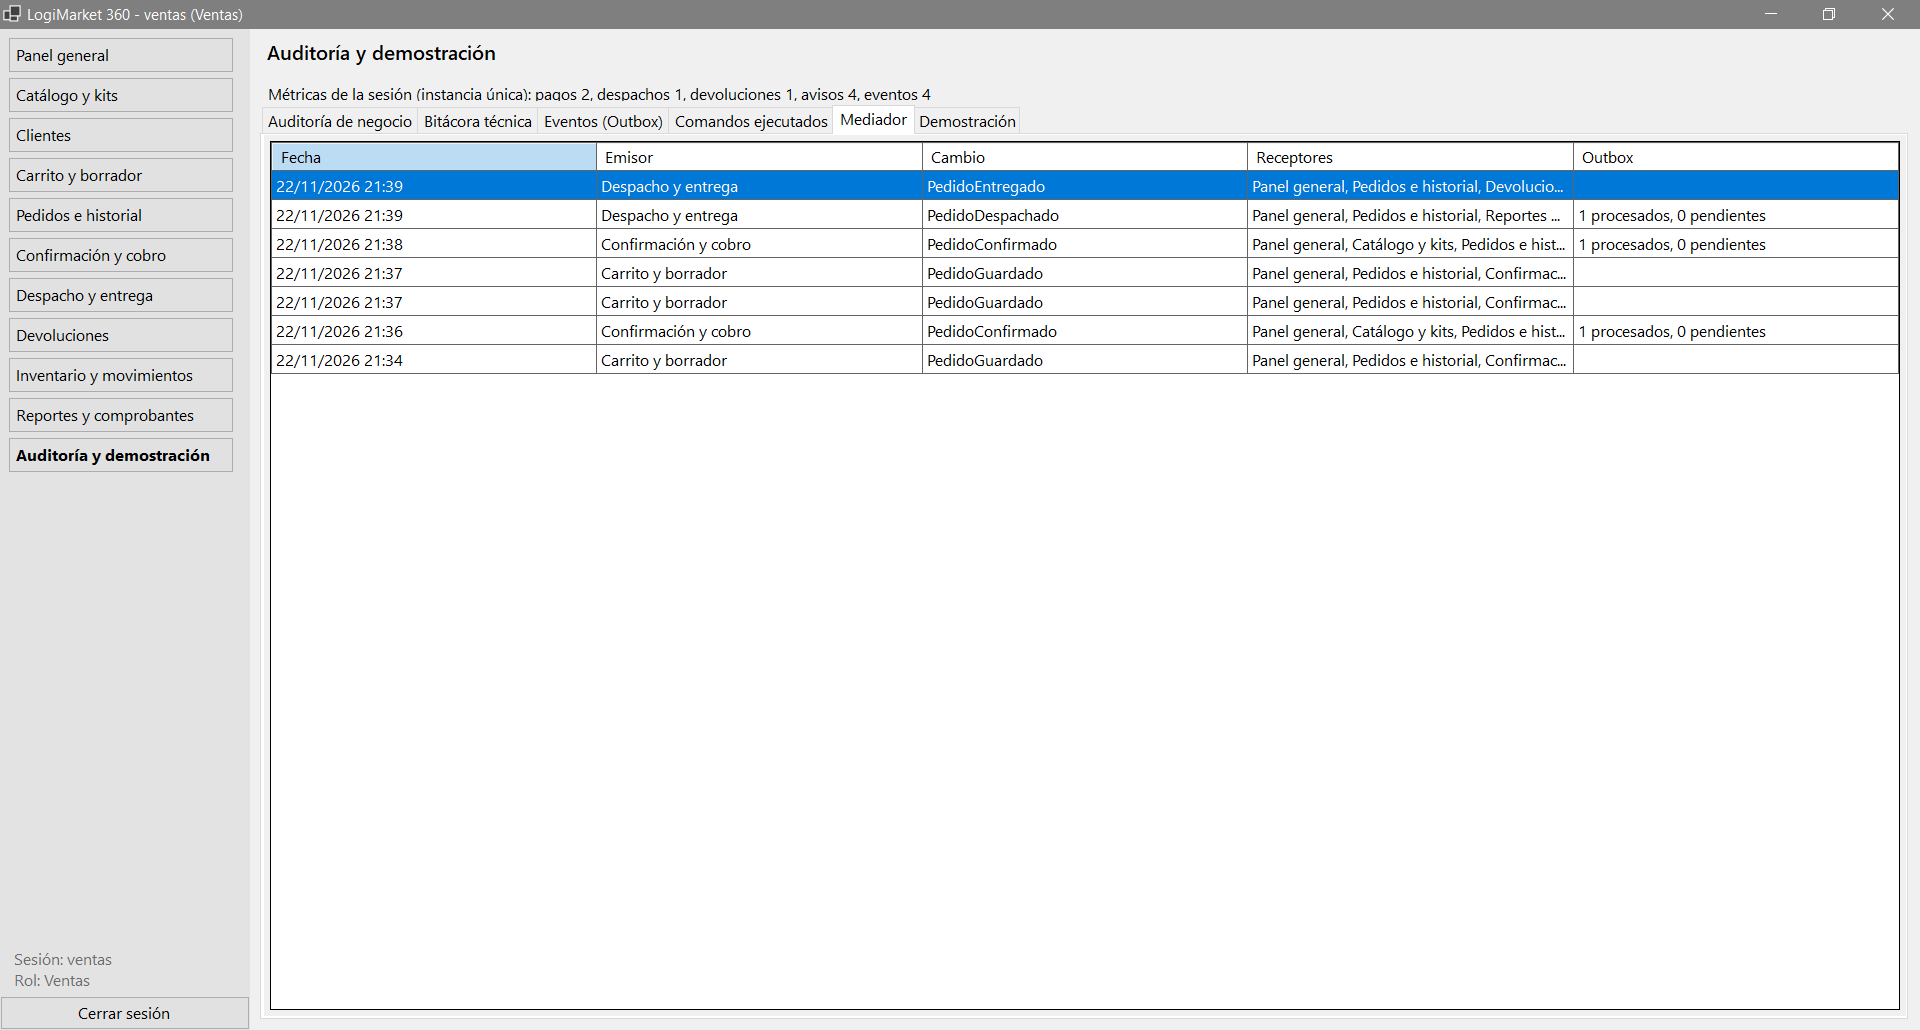 LogiMarket 360 - ventas (Ventas)
Panel general
Catálogo y kits
Clientes
Carrito y borrador
Pedidos e historial
Confirmación y cobro
Despacho y entrega
Devoluciones
Inventario y movimientos
Reportes y comprobantes
Auditoría y demostración
Sesión: ventas
Rol: Ventas
Cerrar sesión
Auditoría y demostración
Métricas de la sesión (instancia única): pagos 2, despachos 1, devoluciones 1, avisos 4, eventos 4
Auditoría de negocio Bitácora técnica Eventos (Outbox) Comandos ejecutados Mediador Demostración
Fecha Emisor Cambio Receptores Outbox
22/11/2026 21:39 Despacho y entrega PedidoEntregado Panel general, Pedidos e historial, Devolucio...
22/11/2026 21:39 Despacho y entrega PedidoDespachado Panel general, Pedidos e historial, Reportes ... 1 procesados, 0 pendientes
22/11/2026 21:38 Confirmación y cobro PedidoConfirmado Panel general, Catálogo y kits, Pedidos e hist... 1 procesados, 0 pendientes
22/11/2026 21:37 Carrito y borrador PedidoGuardado Panel general, Pedidos e historial, Confirmac...
22/11/2026 21:37 Carrito y borrador PedidoGuardado Panel general, Pedidos e historial, Confirmac...
22/11/2026 21:36 Confirmación y cobro PedidoConfirmado Panel general, Catálogo y kits, Pedidos e hist... 1 procesados, 0 pendientes
22/11/2026 21:34 Carrito y borrador PedidoGuardado Panel general, Pedidos e historial, Confirmac...